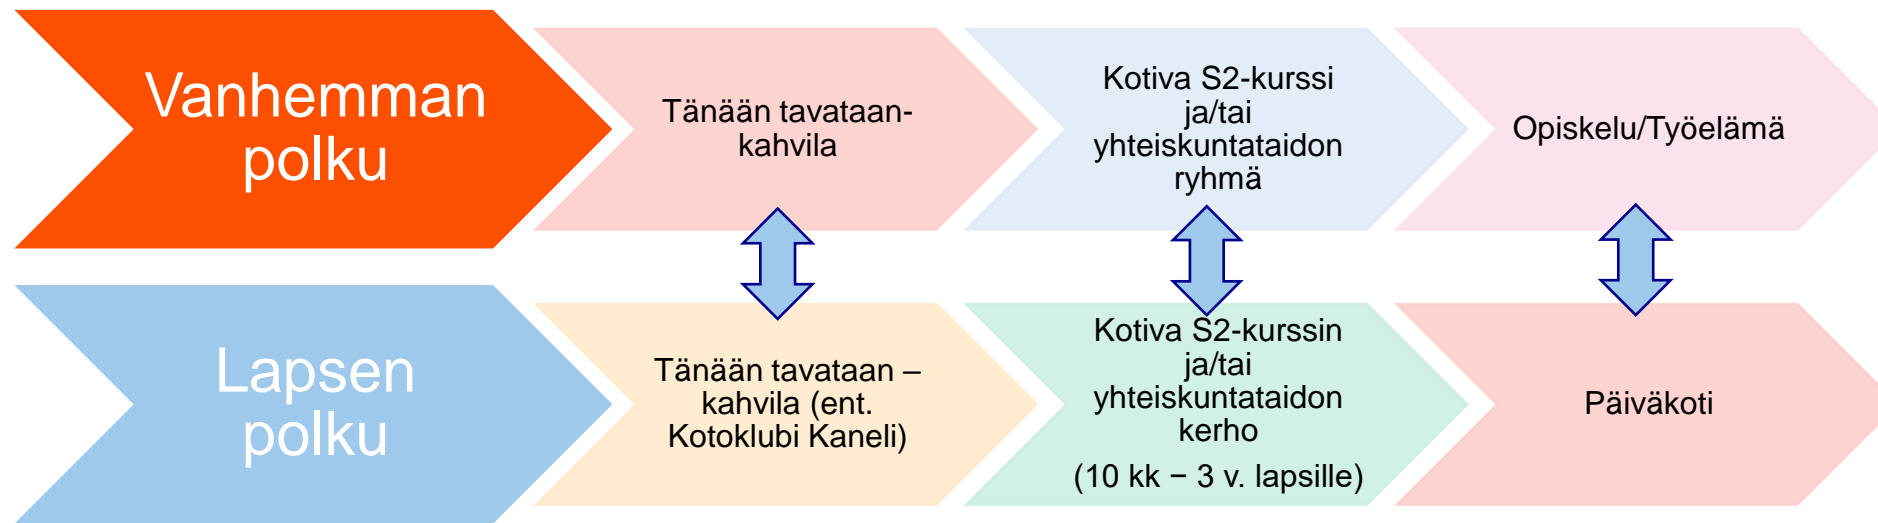 Vanhemman
polku
Tänään tavataan-
kahvila
Kotiva S2-kurssi
ja/tai
yhteiskuntataidon
ryhmä
Opiskelu/Työelämä
Lapsen
polku
Tänään tavataan –
kahvila (ent.
Kotoklubi Kaneli)
Kotiva S2-kurssin
ja/tai
yhteiskuntataidon
kerho
(10 kk − 3 v. lapsille)
Päiväkoti